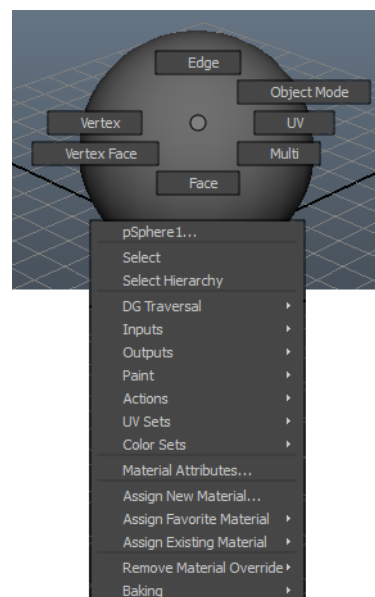 Edge
Object Mode
Vertex
UV
Vertex Face
Multi
Face
pSphere1...
Select
Select Hierarchy
DG Traversal
Inputs
Outputs
Paint
Actions
UV Sets
Color Sets
Material Attributes...
Assign New Material...
Assign Favorite Material
Assign Existing Material
Remove Material Override
Baking